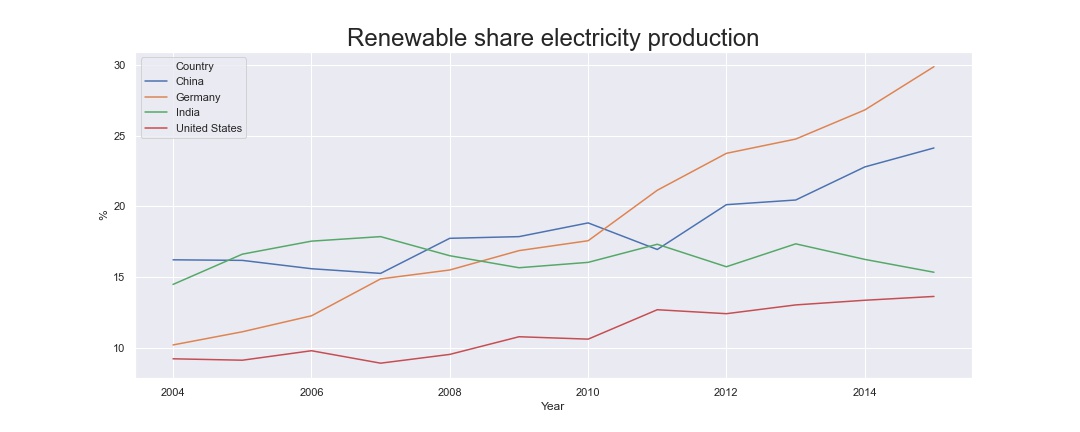 Renewable share electricity production
30
25
20
15
10
%
Country
China
Germany
India
United States
2004 2006 2008 2010 2012 2014
Year